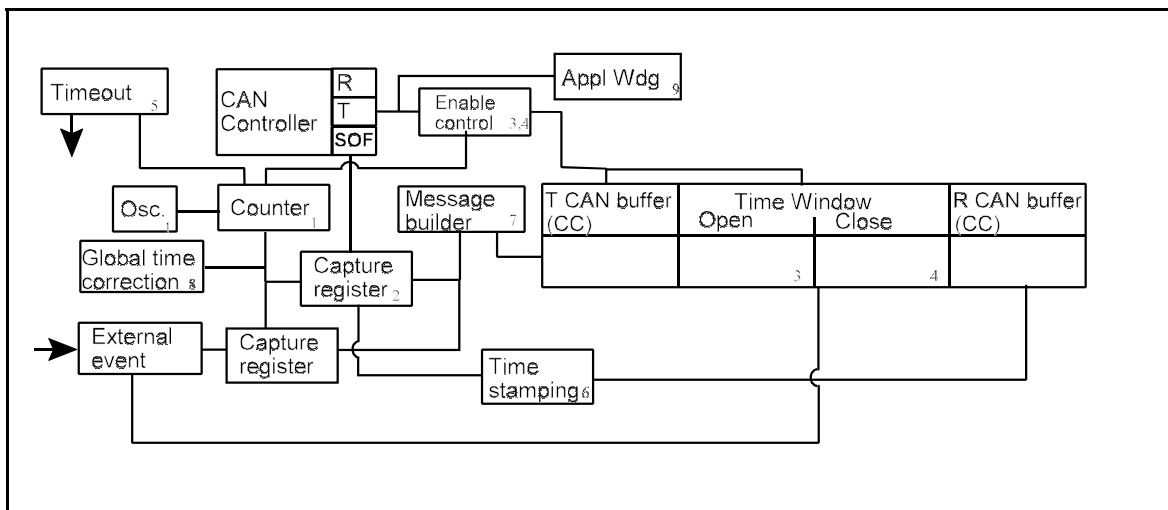 Timeout 5
CAN
Controller
R
T
SOF
Enable
control 3,4
Appl Wdg 9
Osc. 1
Counter 1
Message
builder 7
T CAN buffer
(CC)
Time Window
Open
Close
R CAN buffer
(CC)
3
4
Global time
correction 8
Capture
register 2
External
event
Capture
register
Time
stamping 6